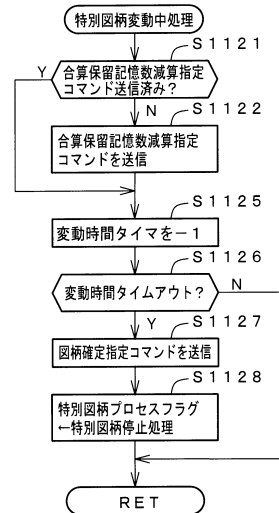 特別図柄変動中処理
S1121
Y
合算保留記憶数減算指定
コマンド送信済み？
N
S1122
合算保留記憶数減算指定
コマンドを送信
S1125
変動時間タイマを－1
S1126
変動時間タイムアウト？
N
Y
S1127
図柄確定指定コマンドを送信
S1128
特別図柄プロセスフラグ
←特別図柄停止処理
RET